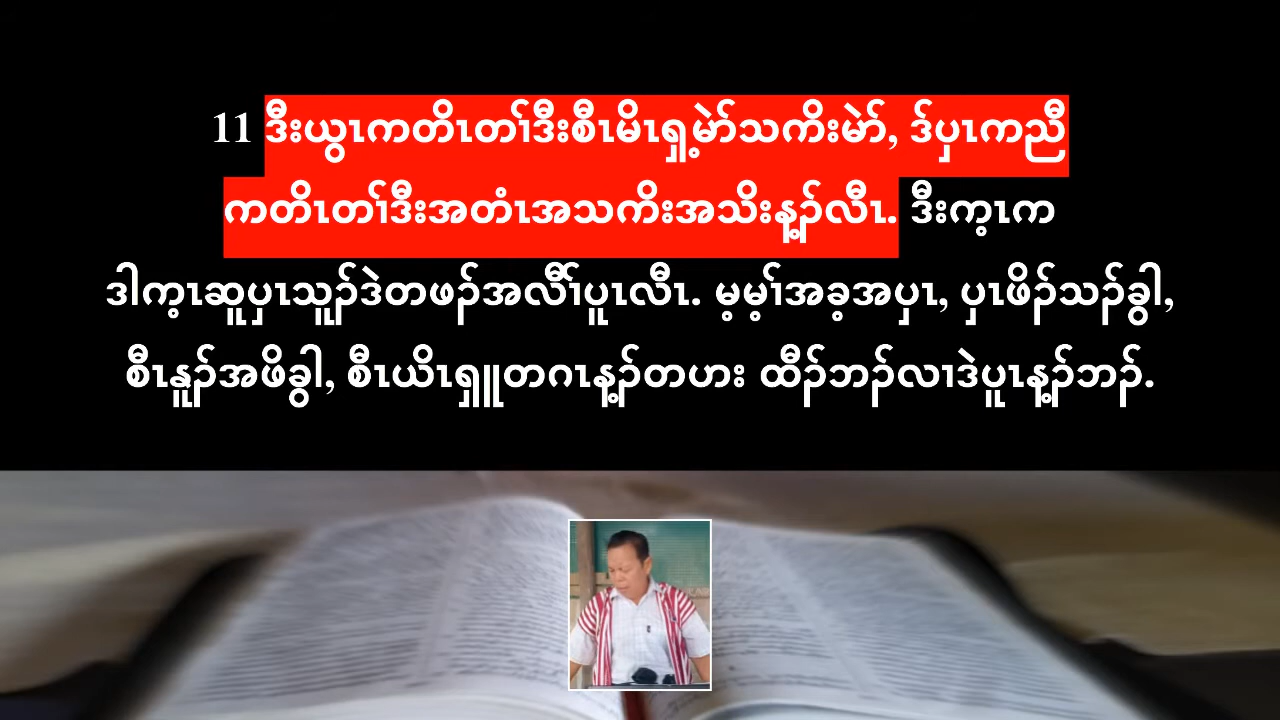 11 ဒီးယွၤကတိၤတၢ်ဒီးစီၤမိၤၡ့မဲာ်သကိးမဲာ်, ဒ်ပှၤကညီ
ကတိၤတၢ်ဒီးအတံၤအသကိးအသိးန့ၣ်လီၤ. ဒီးက့ၤက
ဒါက့ၤဆူပှၤသူၣ်ဒဲတဖၣ်အလီၢ်ပူၤလီၤ. မ့မ့ၢ်အခ့အပှၤ, ပှၤဖိၣ်သၣ်ခွါ,
စီၤနူၣ်အဖိခွါ, စီၤယိၤၡူတဂၤန့ၣ်တဟး ထီၣ်ဘၣ်လၢဒဲပူၤန့ၣ်ဘၣ်.